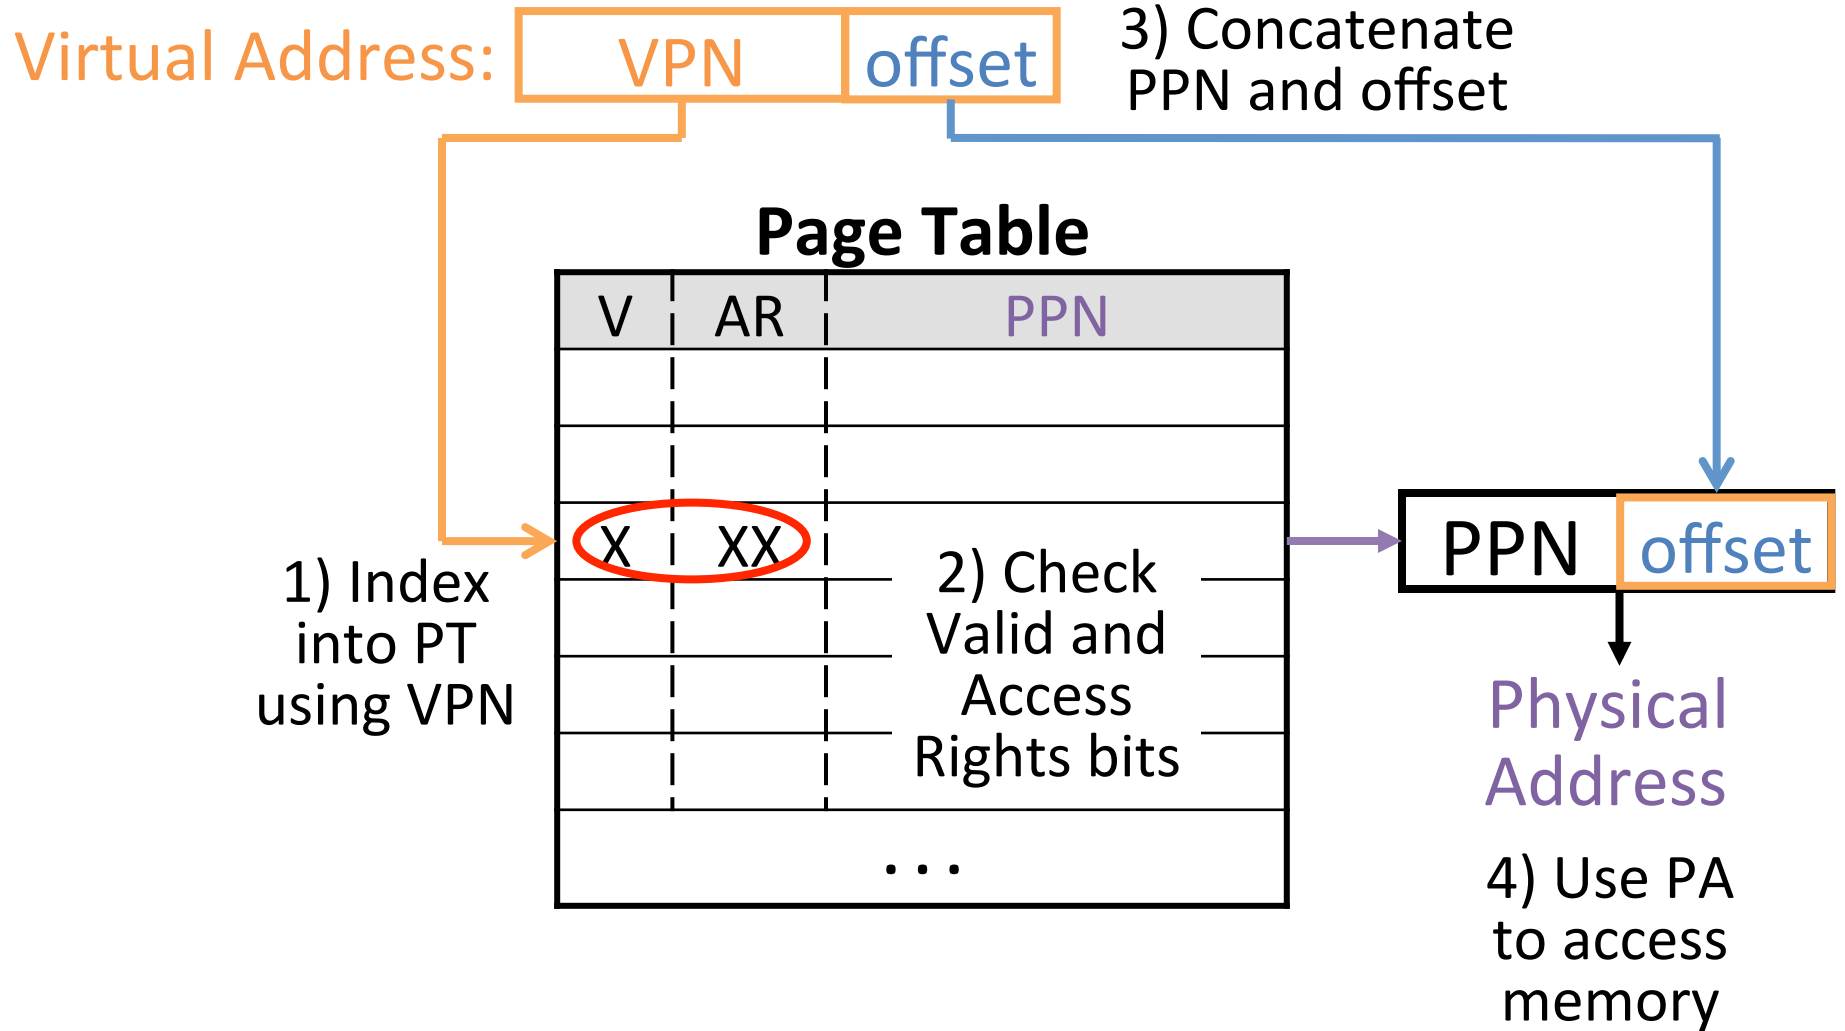 Virtual Address:
VPN
offset
3) Concatenate
PPN and offset
Page Table
V
AR
PPN
X
XX
1) Index
into PT
using VPN
2) Check
Valid and
Access
Rights bits
...
PPN
offset
Physical
Address
4) Use PA
to access
memory